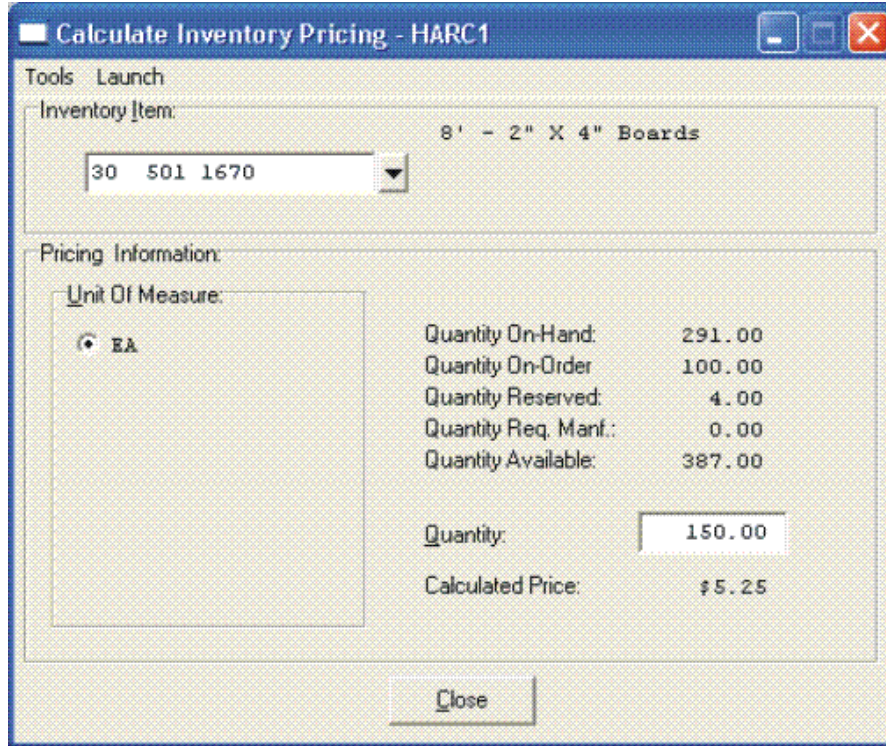 Calculate Inventory Pricing - HARC1
Tools Launch
Inventory Item:
8' - 2" X 4" Boards
30 501 1670
Pricing Information:
Unit Of Measure:
EA
Quantity On-Hand: 291.00
Quantity On-Order 100.00
Quantity Reserved: 4.00
Quantity Req. Manf.: 0.00
Quantity Available: 387.00
Quantity: 150.00
Calculated Price: $5.25
Close